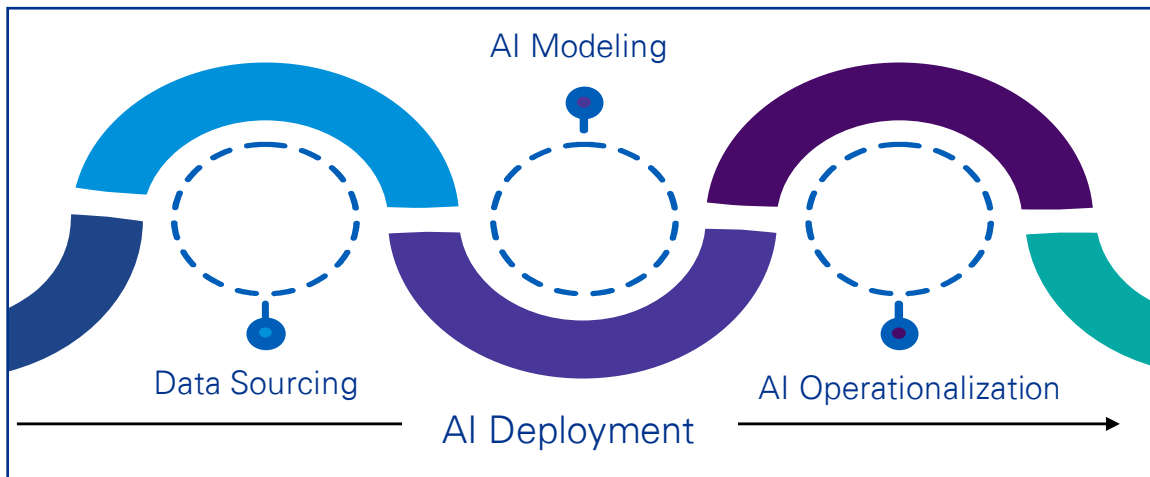 AI Modeling
Data Sourcing
AI Operationalization
AI Deployment